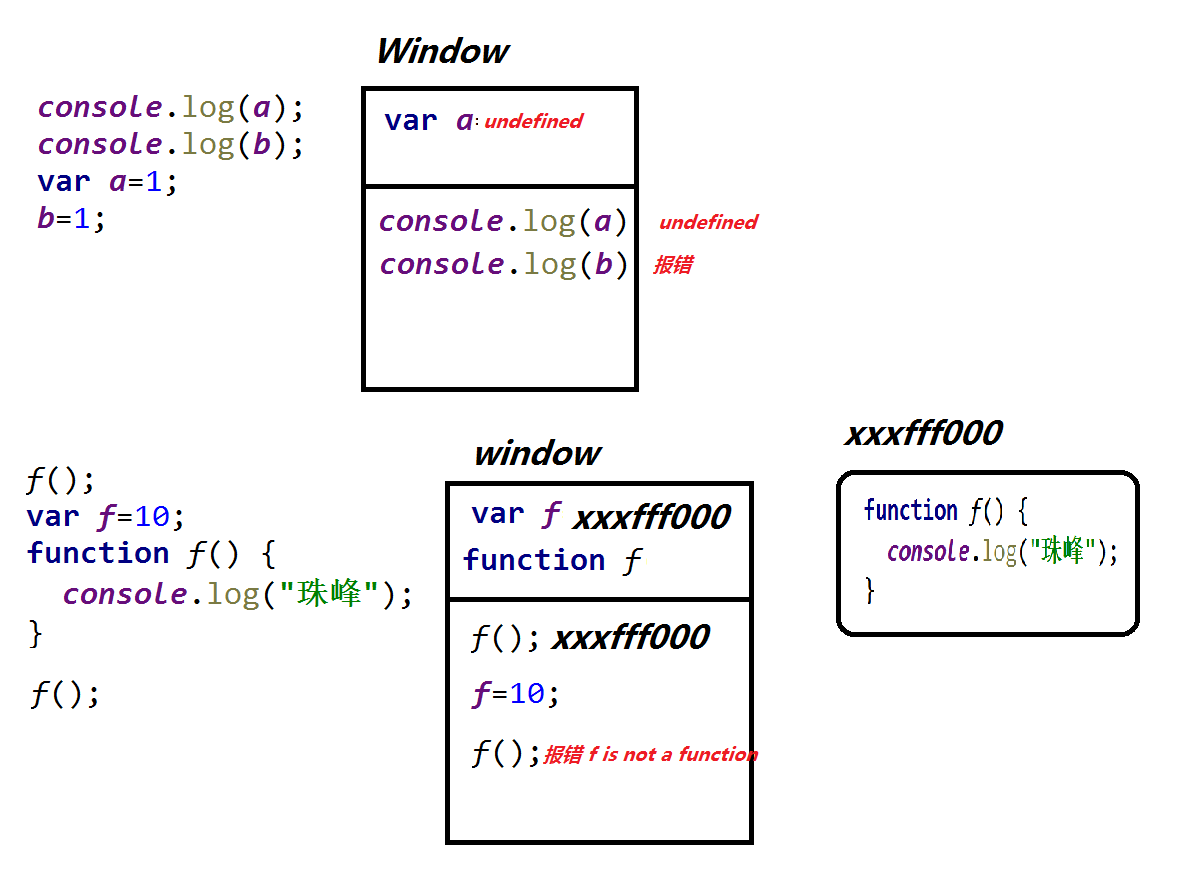 Window
console.log(a);
console.log(b);
var a=1;
b=1;
var a: undefined
console.log(a) undefined
console.log(b) 报错
f();
var f=10;
function f() {
console.log("珠峰");
}
f();
window
var f xxxfff000
function f
f(); xxxfff000
f=10;
f();报错 f is not a function
xxxfff000
function f() {
console.log("珠峰");
}